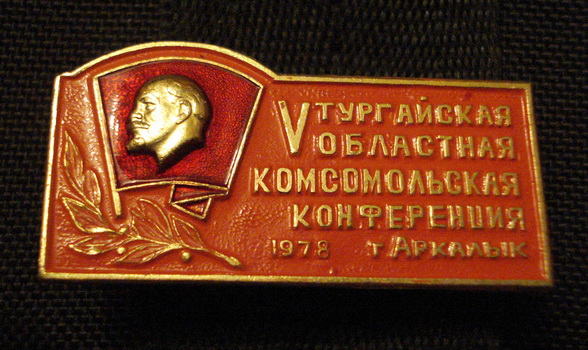 V ТУРГАЙСКАЯ
ОБЛАСТНАЯ
КОМСОМОЛЬСКАЯ
КОНФЕРЕНЦИЯ
1978 г АРКАЛЫК